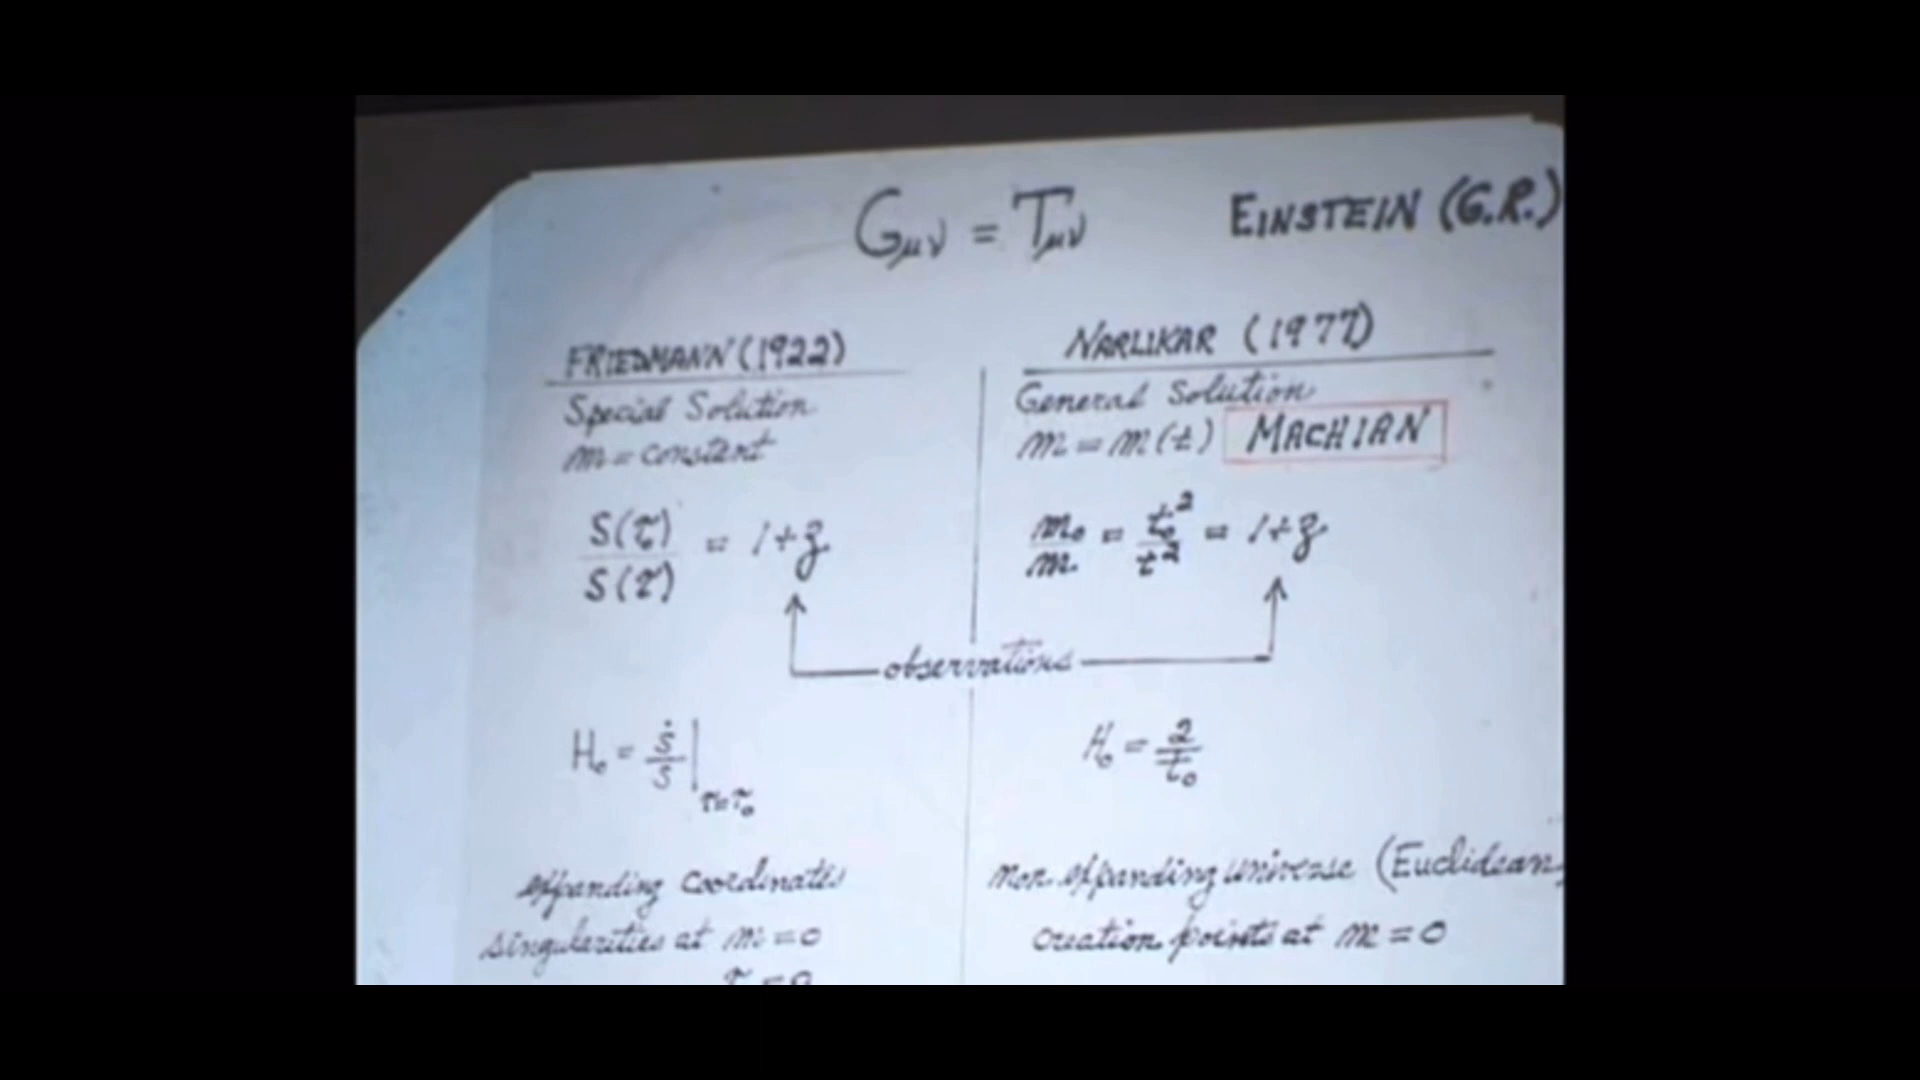 Gμν = Tμν EINSTEIN (G.R.)
FRIEDMANN (1922)
Special Solution
m = constant
S(τ)/S(τ) = 1+z
NARLIKAR (1977)
General Solution
m = m(t) MACHIAN
m₀/m = t₀²/t² = 1+z
observations
H₀ = ṡ/s |τ=τ₀
H₀ = 2/t₀
expanding coordinates
singularities at m = 0
τ = 0
non expanding universe (Euclidean
creation points at m = 0